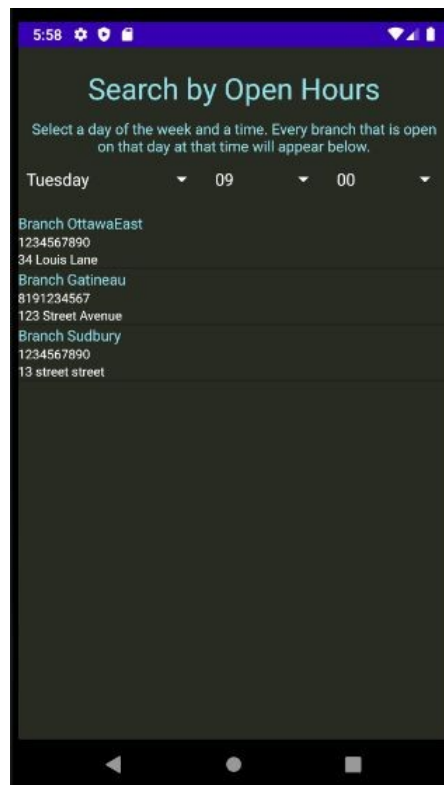 5:58
Search by Open Hours
Select a day of the week and a time. Every branch that is open
on that day at that time will appear below.
Tuesday 09 00
Branch OttawaEast
1234567890
34 Louis Lane
Branch Gatineau
8191234567
123 Street Avenue
Branch Sudbury
1234567890
13 street street